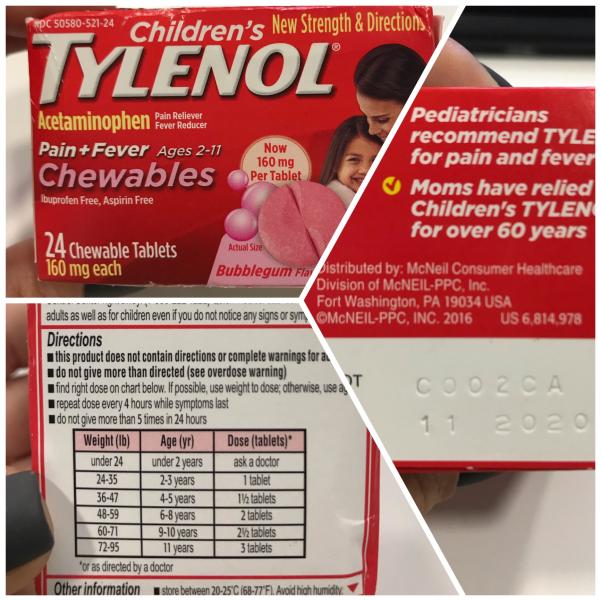 NDC 50580-521-24
New Strength & Directions
Children's
TYLENOL®
Acetaminophen Pain Reliever
Fever Reducer
Pain+Fever Ages 2-11
Chewables
Ibuprofen Free, Aspirin Free
Now
160 mg
Per Tablet
24 Chewable Tablets
160 mg each
Actual Size
Bubblegum Fla
Pediatricians
recommend TYLE
for pain and fever
Moms have relied
Children's TYLEN
for over 60 years
Distributed by: McNeil Consumer Healthcare
Division of McNEIL-PPC, Inc.
Fort Washington, PA 19034 USA
©McNEIL-PPC, INC. 2016 US 6,814,978
OT
C002CA
11 2020
adults as well as for children even if you do not notice any signs or symp
Directions
■ this product does not contain directions or complete warnings for ad
■ do not give more than directed (see overdose warning)
■ find right dose on chart below. If possible, use weight to dose; otherwise, use ag
■ repeat dose every 4 hours while symptoms last
■ do not give more than 5 times in 24 hours
Weight (lb) Age (yr) Dose (tablets)*
under 24 under 2 years ask a doctor
24-35 2-3 years 1 tablet
36-47 4-5 years 1½ tablets
48-59 6-8 years 2 tablets
60-71 9-10 years 2½ tablets
72-95 11 years 3 tablets
*or as directed by a doctor
Other information ■ store between 20-25°C (68-77°F). Avoid high humidity.